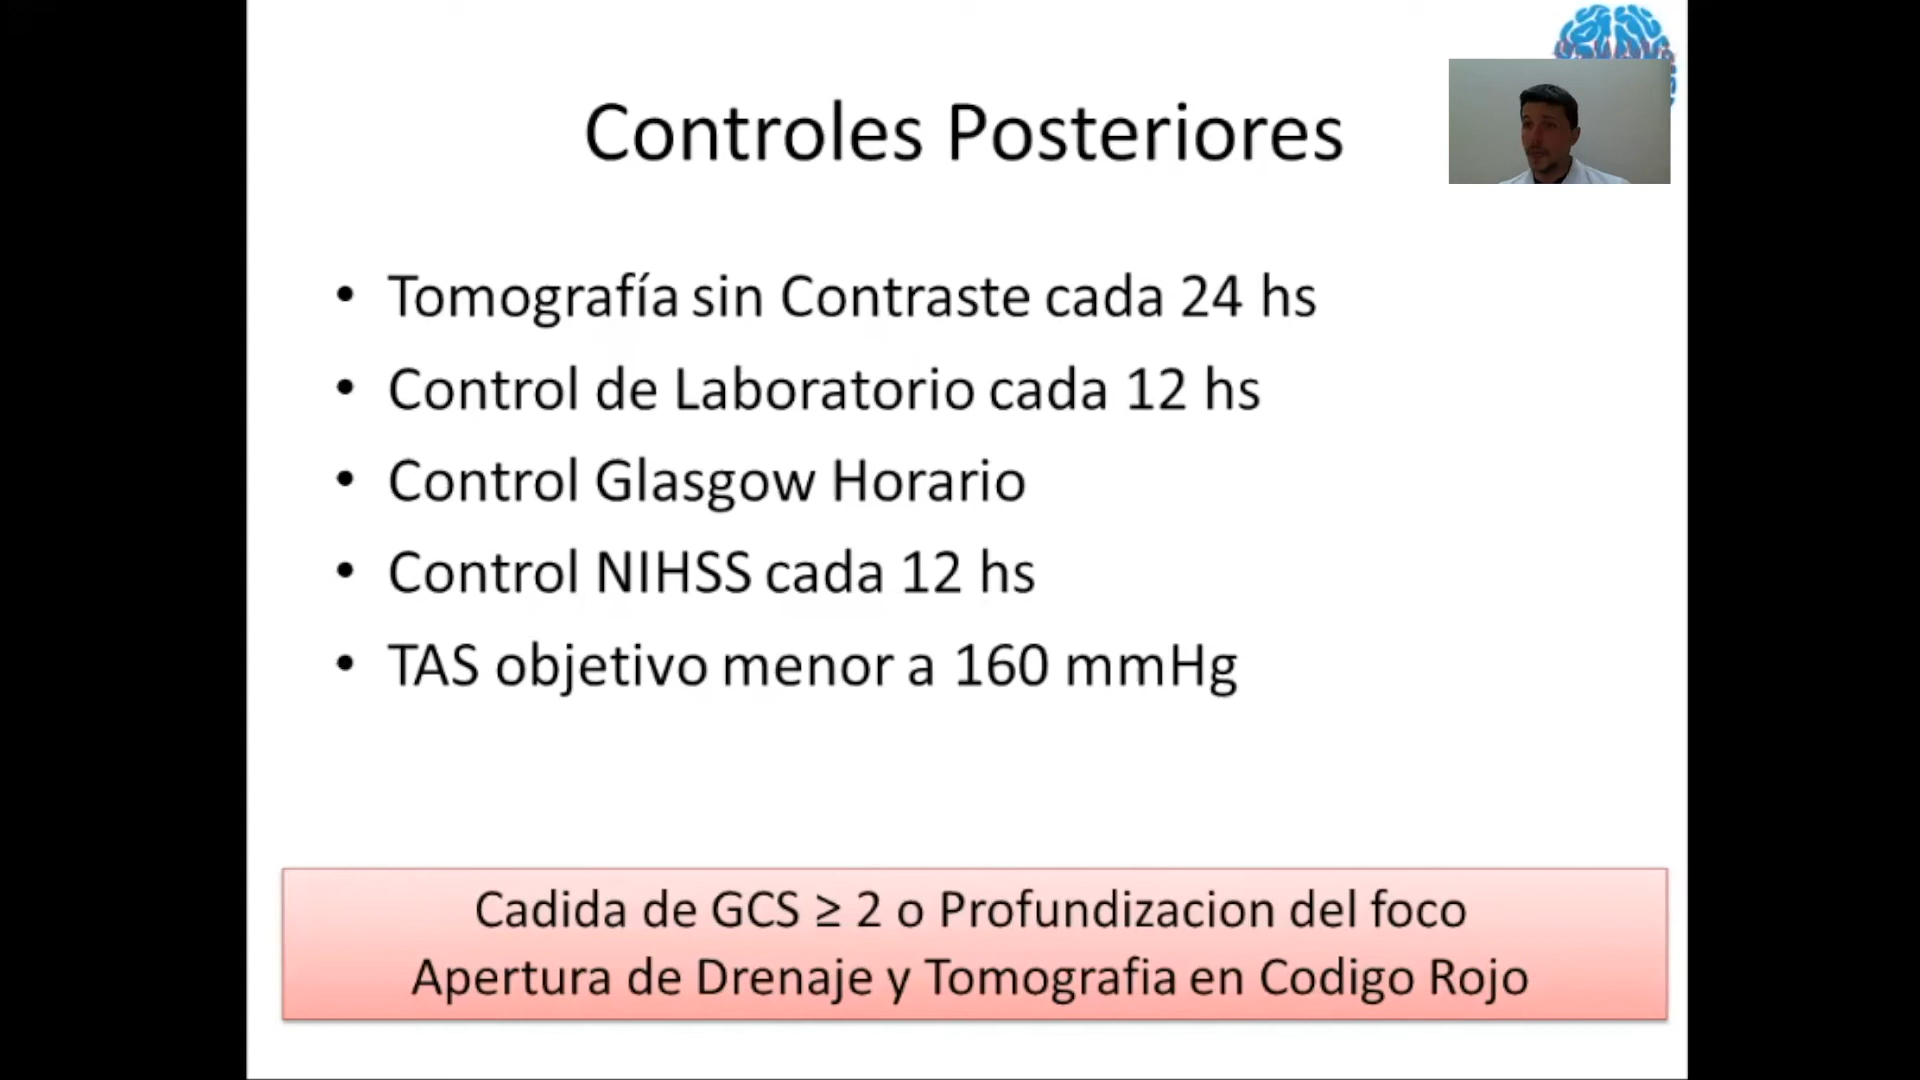 Controles Posteriores
• Tomografía sin Contraste cada 24 hs
• Control de Laboratorio cada 12 hs
• Control Glasgow Horario
• Control NIHSS cada 12 hs
• TAS objetivo menor a 160 mmHg
Cadida de GCS ≥ 2 o Profundizacion del foco
Apertura de Drenaje y Tomografia en Codigo Rojo